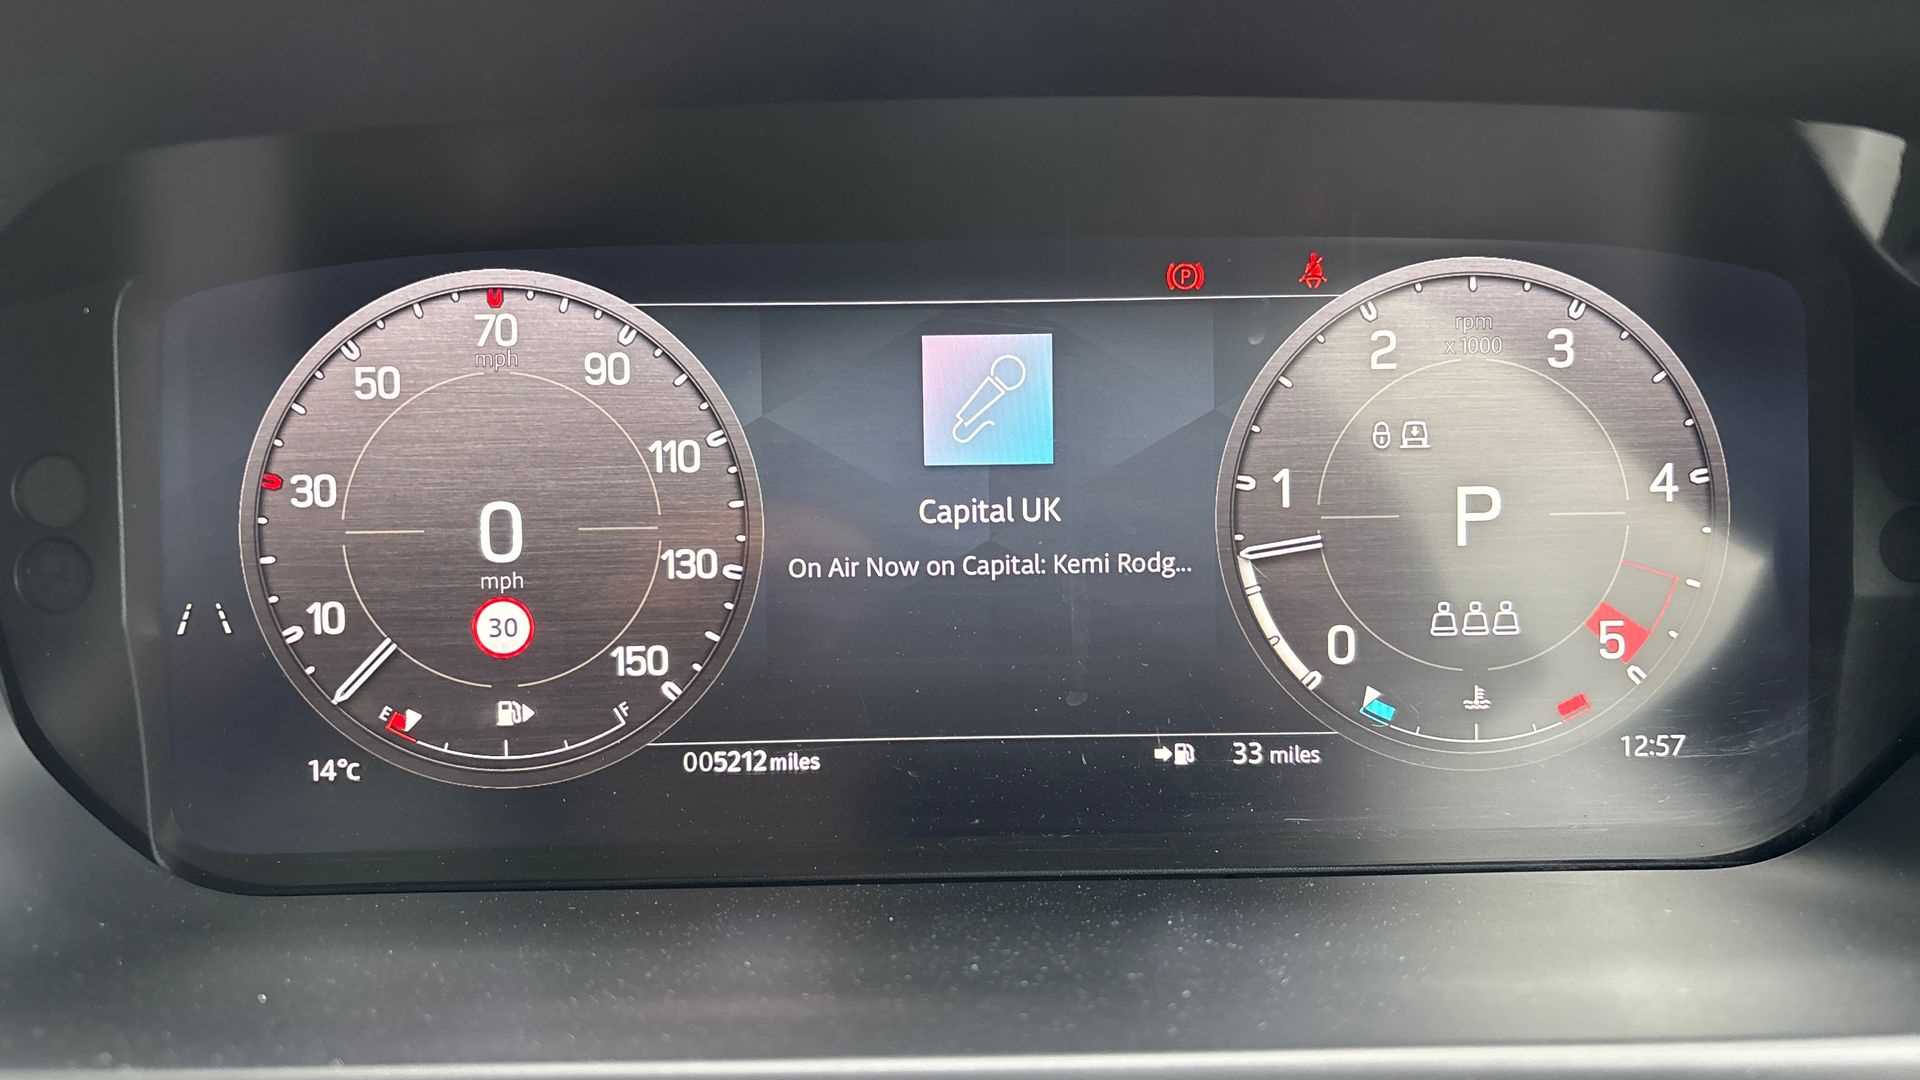 70
mph
50
90
30
110
0
mph
130
10
30
150
E
F
14°c
005212 miles
Capital UK
On Air Now on Capital: Kemi Rodg...
33 miles
P
2
rpm
x 1000
3
1
4
P
0
5
12:57